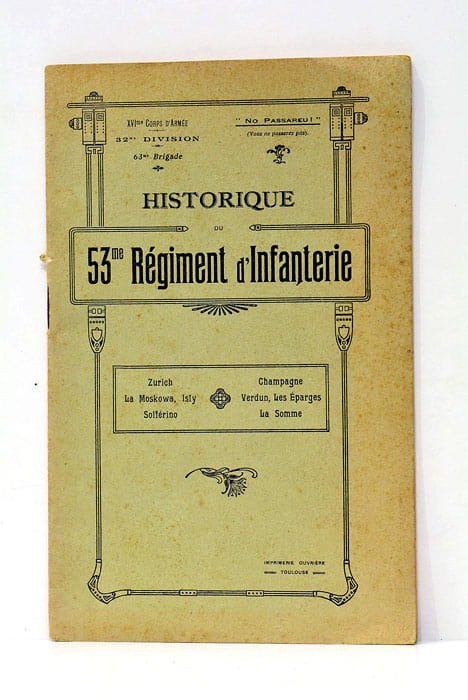 XVIme Corps d'Armée
32me DIVISION
63me Brigade
" No Passareu ! "
(Vous ne passerez pas).
HISTORIQUE
DU
53me Régiment d'Infanterie
Zurich
La Moskowa, Isly
Solférino
Champagne
Verdun, Les Éparges
La Somme
IMPRIMERIE OUVRIÈRE
TOULOUSE